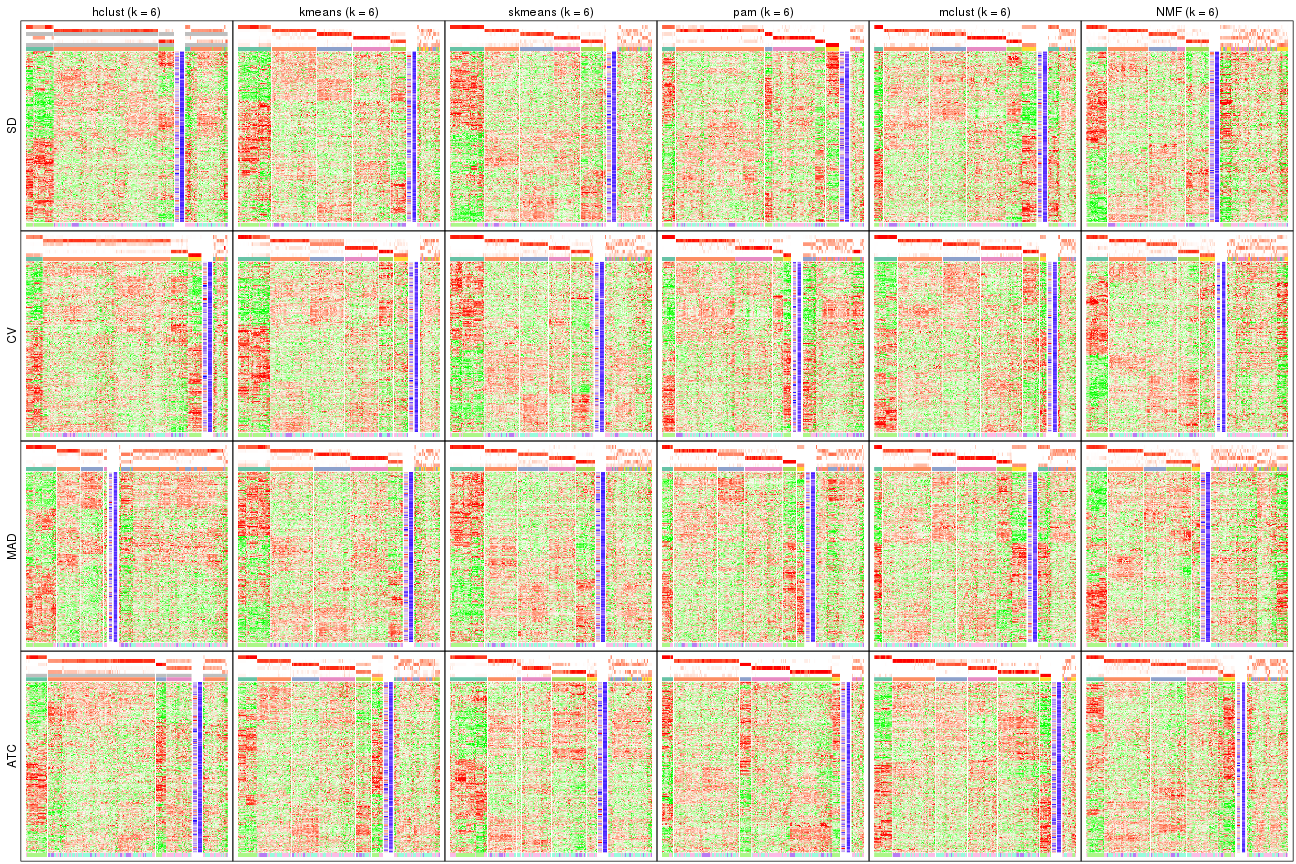 hclust (k = 6) kmeans (k = 6) skmeans (k = 6) pam (k = 6) mclust (k = 6) NMF (k = 6)
SD
CV
MAD
ATC